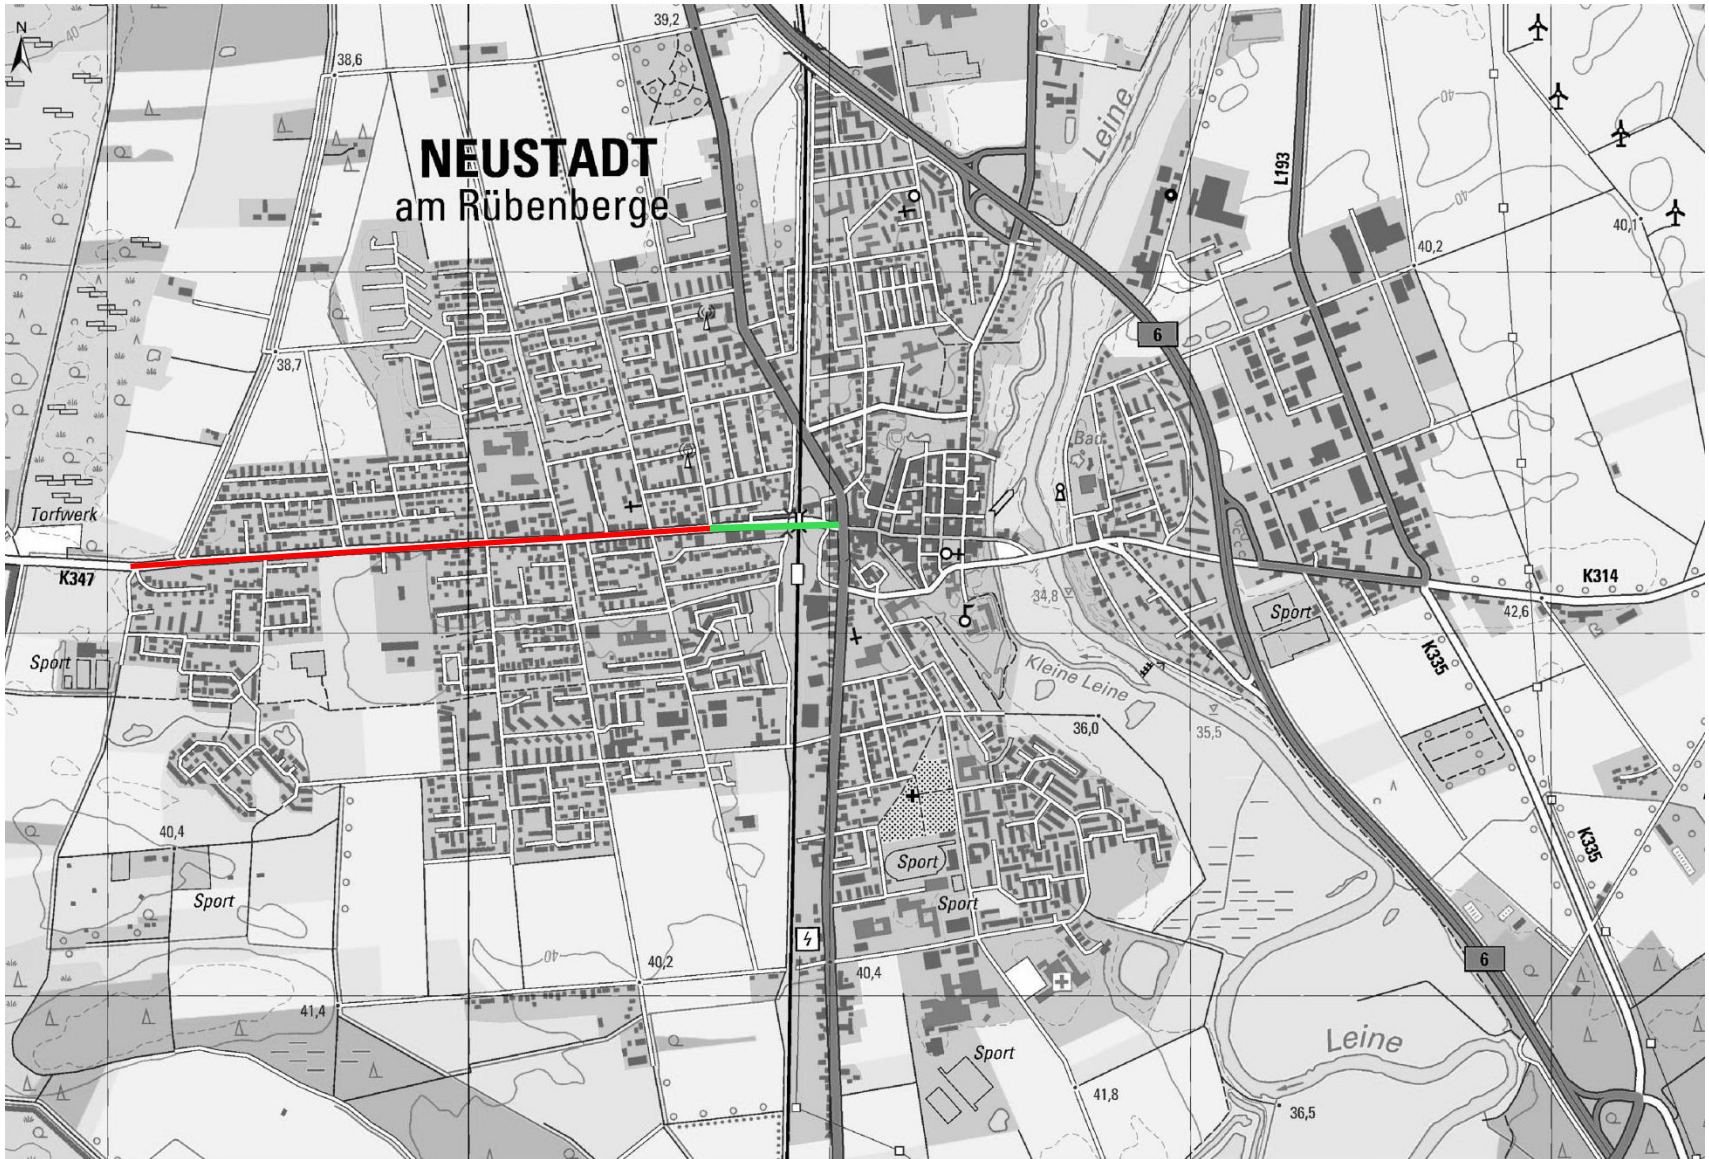 N
40
39,2
38,6
NEUSTADT
am Rübenberge
Leine
L193
40
40
40,2
40,1
6
38,7
Bad
Torfwerk
K347
34,8
Sport
K314
42,6
Sport
Kleine Leine
K335
36,0
35,5
40,4
Sport
Sport
Sport
K335
40
40,2
40,4
6
41,4
Sport
Leine
41,8
36,5